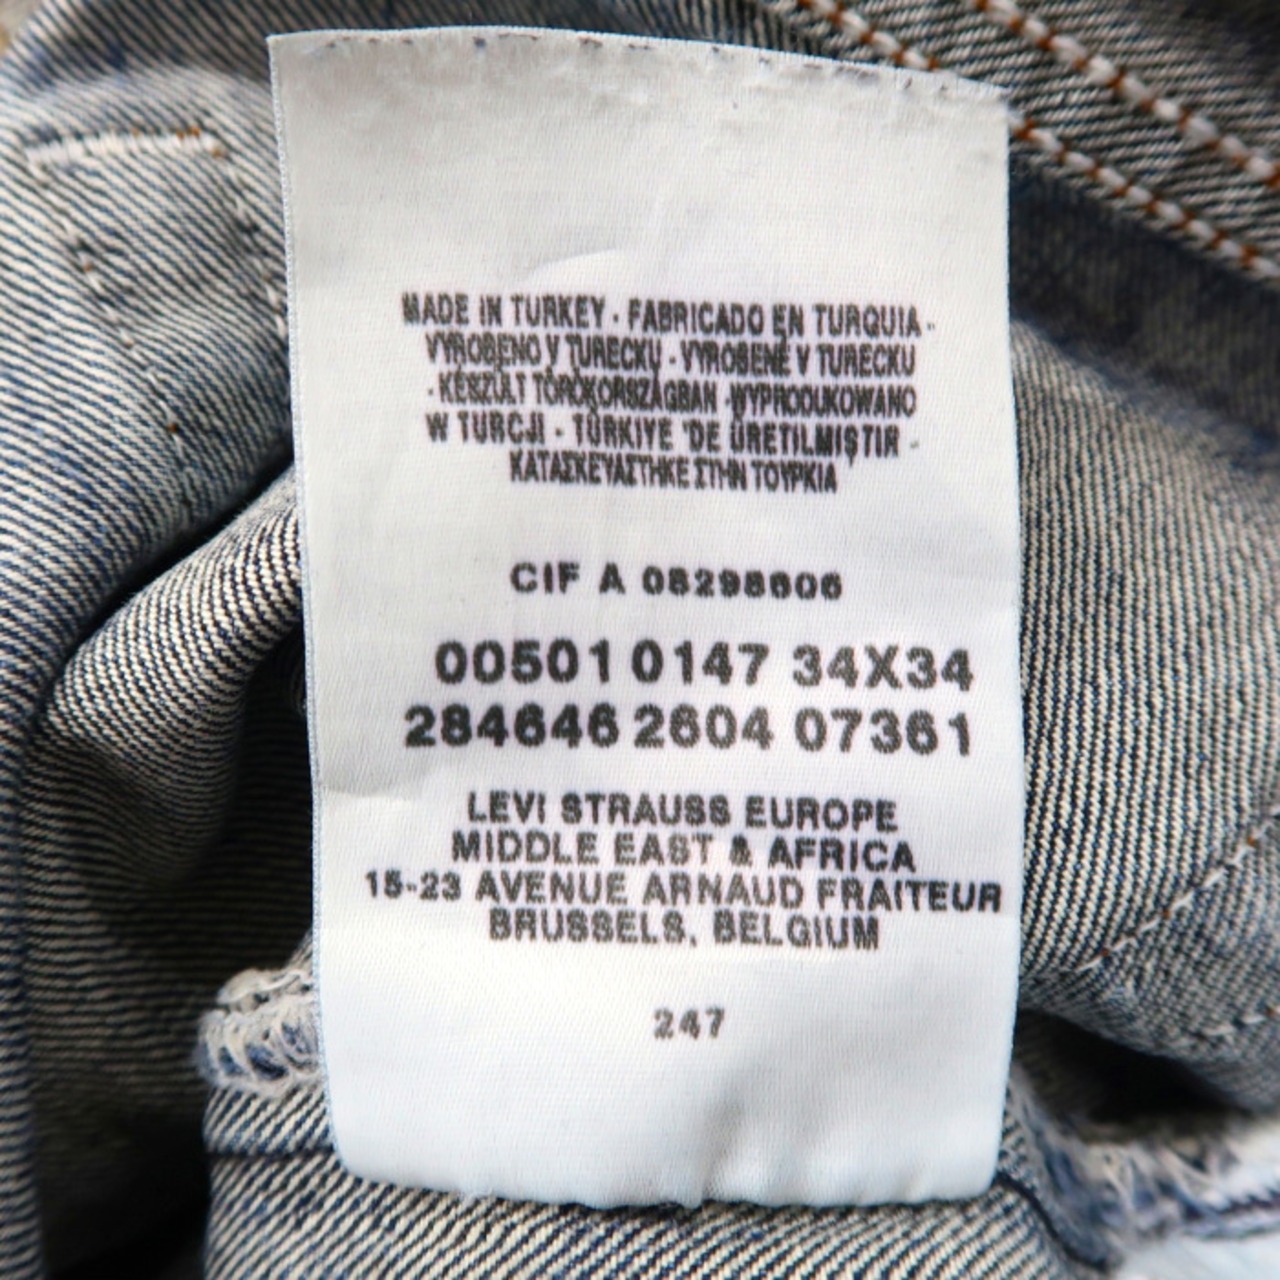 MADE IN TURKEY - FABRICADO EN TURQUIA -
VYROBENO V TURECKU - VYROBENÉ V TURECKU
- KÉSZÜLT TÖRÖKORSZÁGBAN - WYPRODUKOWANO
W TURCJI - TÜRKIYE 'DE ÜRETILMIŞTIR -
ΚΑΤΑΣΚΕΥΑΣΤΗΚΕ ΣΤΗΝ ΤΟΥΡΚΙΑ
CIF A 08298606
00501 0147 34X34
284646 2604 07361
LEVI STRAUSS EUROPE
MIDDLE EAST & AFRICA
15-23 AVENUE ARNAUD FRAITEUR
BRUSSELS, BELGIUM
247